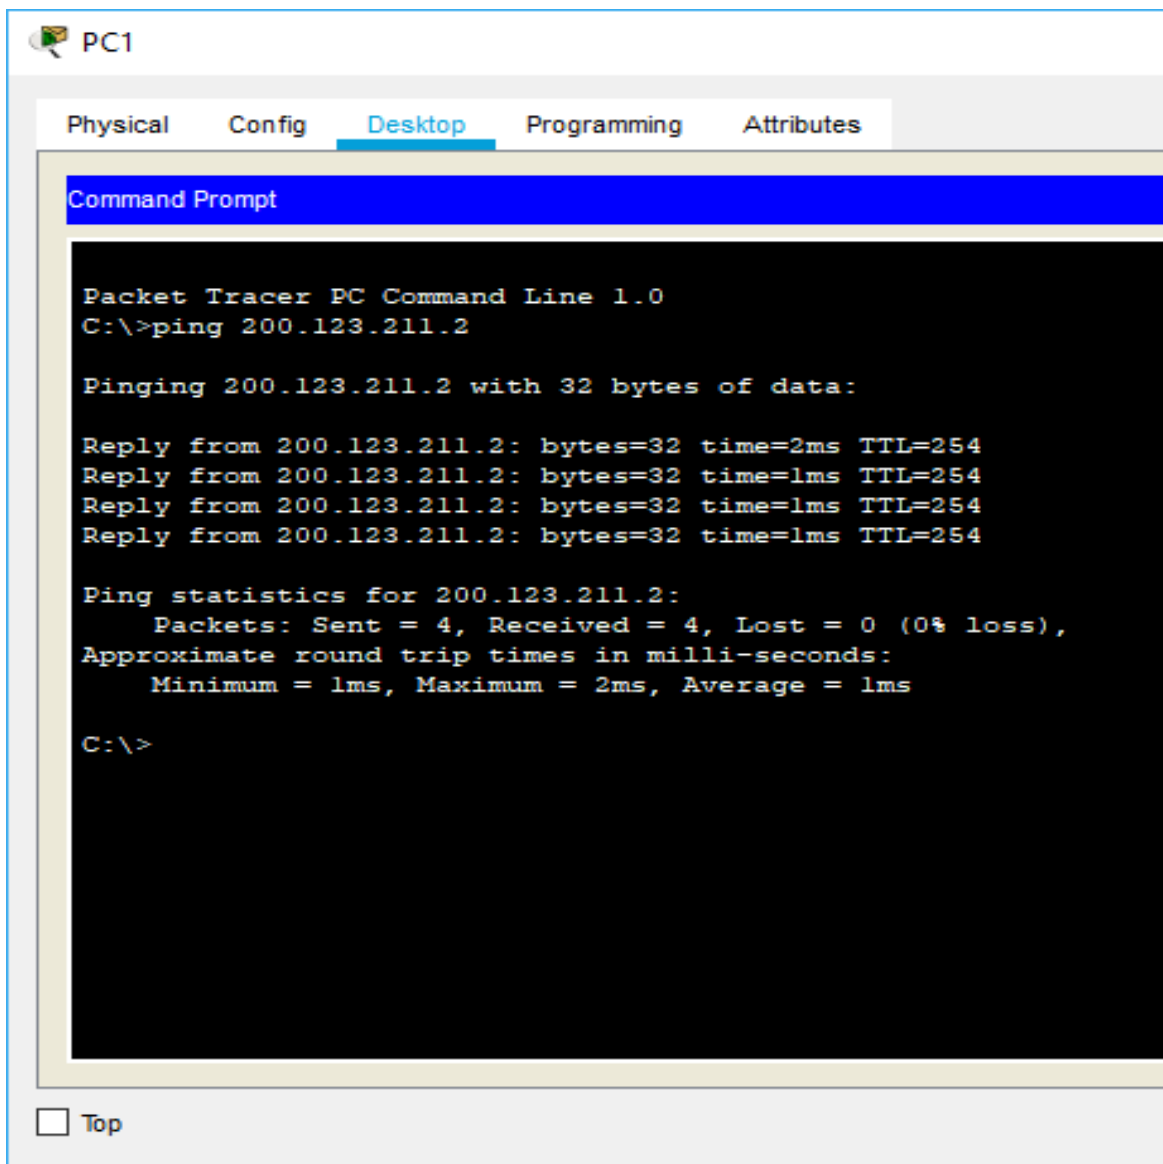 PC1
Physical Config Desktop Programming Attributes
Command Prompt
Packet Tracer PC Command Line 1.0
C:\>ping 200.123.211.2
Pinging 200.123.211.2 with 32 bytes of data:
Reply from 200.123.211.2: bytes=32 time=2ms TTL=254
Reply from 200.123.211.2: bytes=32 time=1ms TTL=254
Reply from 200.123.211.2: bytes=32 time=1ms TTL=254
Reply from 200.123.211.2: bytes=32 time=1ms TTL=254
Ping statistics for 200.123.211.2:
Packets: Sent = 4, Received = 4, Lost = 0 (0% loss),
Approximate round trip times in milli-seconds:
Minimum = 1ms, Maximum = 2ms, Average = 1ms
C:\>
Top